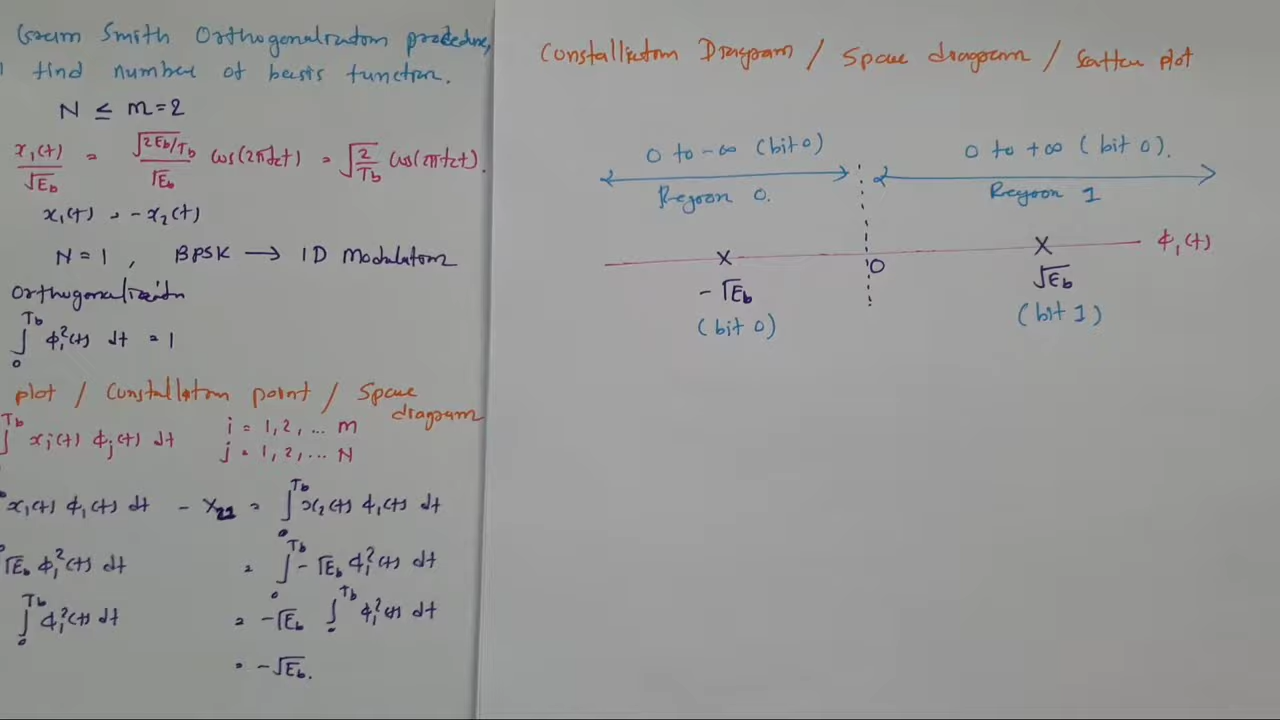 Gram Smith Orthogonalization procedure,
find number of basis function.
N ≤ m = 2
x₁(t) / √Eb = √2Eb/Tb / √Eb cos(2πfct) = √(2/Tb) cos(πfct).
x₁(t) = -x₂(t)
N = 1, BPSK → 1D Modulation
Orthogonalization
∫₀^Tb ϕ₁²(t) dt = 1
plot / Constallation point / Space
diagram
∫^Tb xᵢ(t) ϕⱼ(t) dt i = 1, 2, ... m
j = 1, 2, ... N
x₁(t) ϕ₁(t) dt - X₂₁ = ∫₀^Tb x₂(t) ϕ₁(t) dt
√Eb ϕ₁²(t) dt = ∫₀^Tb -√Eb ϕ₁²(t) dt
∫₀^Tb ϕ₁²(t) dt = -√Eb ∫₀^Tb ϕ₁²(t) dt
= -√Eb.
Constallation Diagram / Space diagram / Scatter plot
0 to -∞ (bit 0) 0 to +∞ (bit 0).
Region 0. Region 1
x x ϕ₁(t)
-√Eb 0 √Eb
(bit 0) (bit 1)